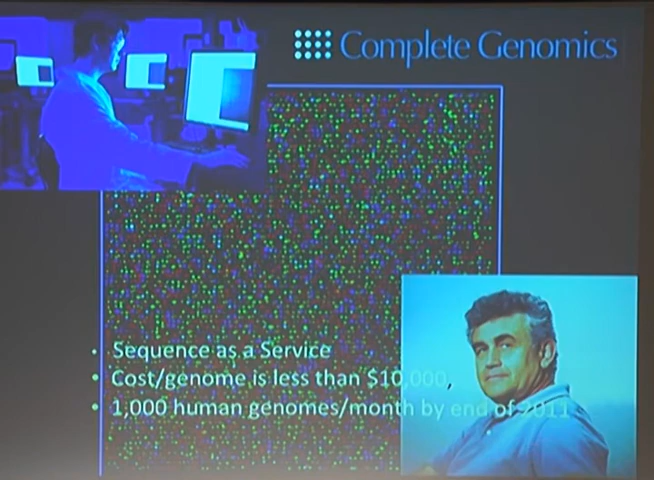 Complete Genomics
• Sequence as a Service
• Cost/genome is less than $10,000,
• 1,000 human genomes/month by end of 2011